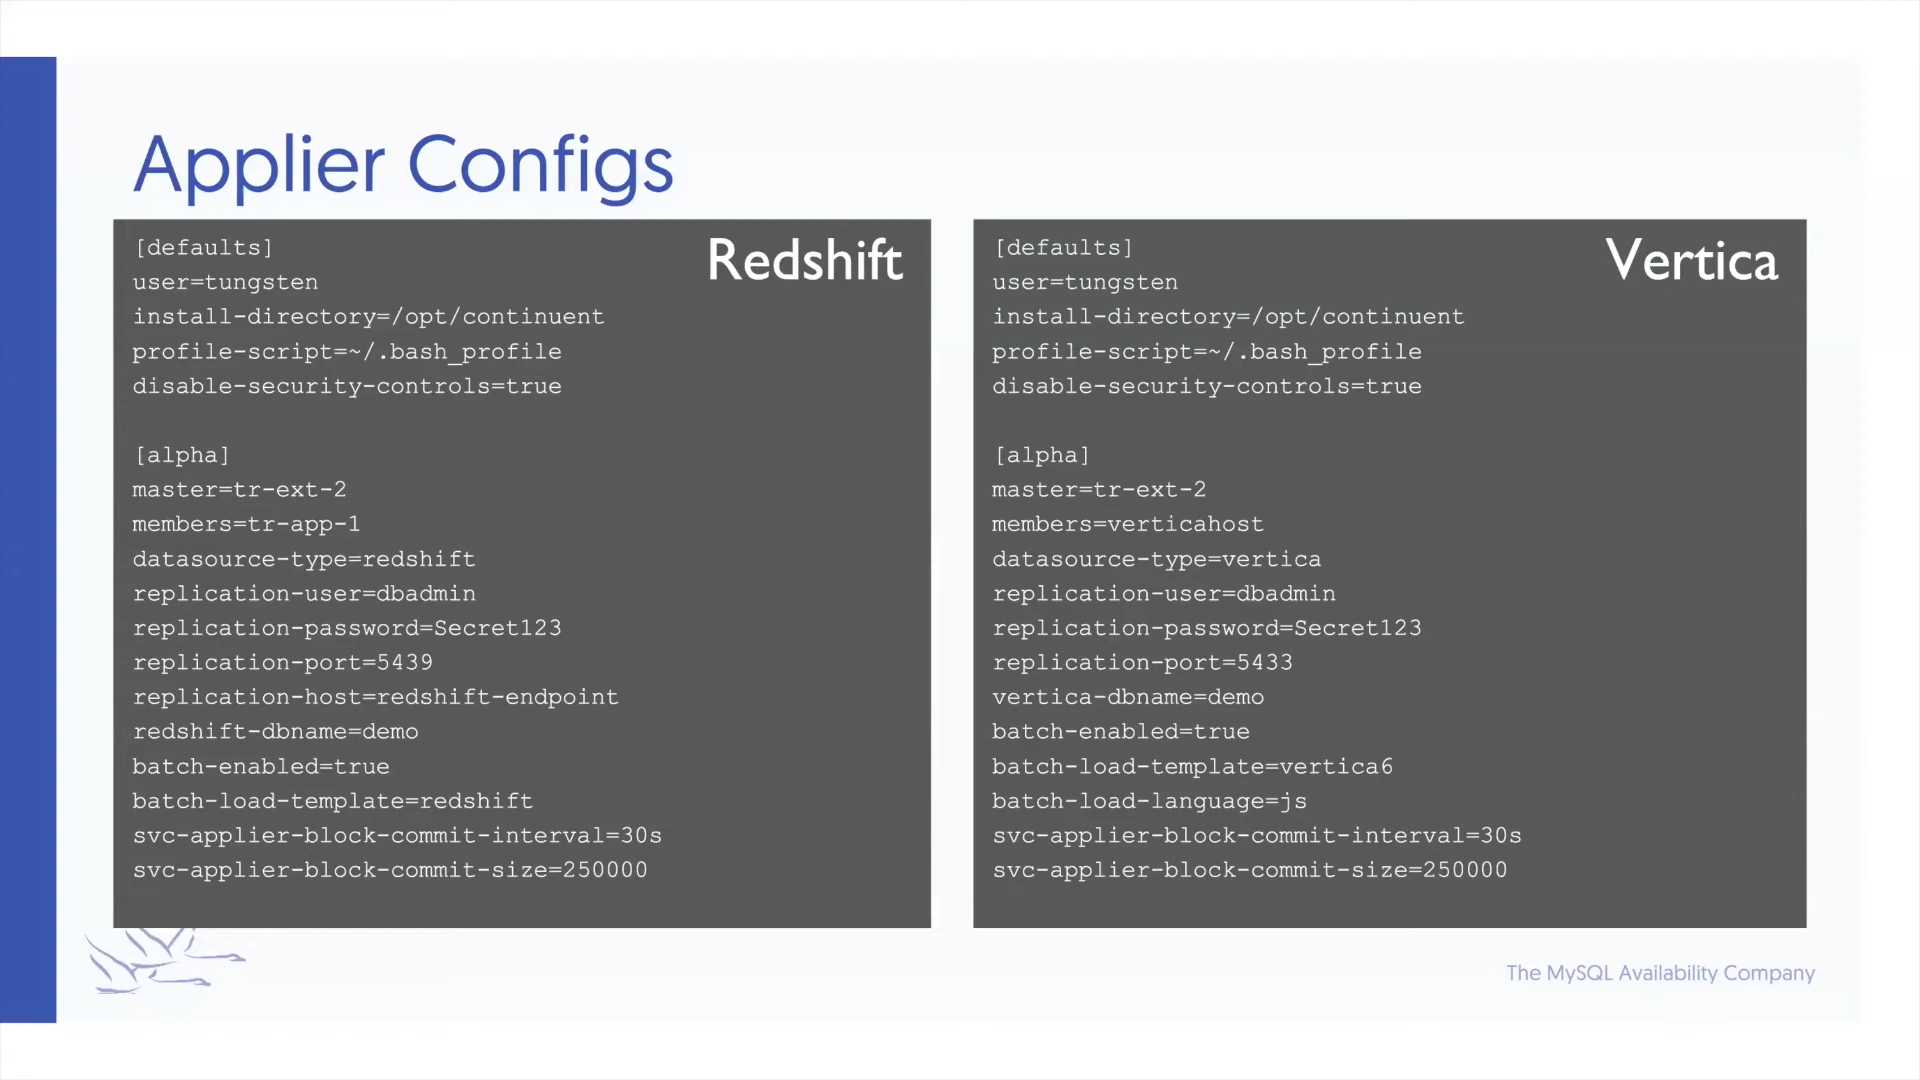 Applier Configs
Redshift
[defaults]
user=tungsten
install-directory=/opt/continuent
profile-script=~/.bash_profile
disable-security-controls=true
[alpha]
master=tr-ext-2
members=tr-app-1
datasource-type=redshift
replication-user=dbadmin
replication-password=Secret123
replication-port=5439
replication-host=redshift-endpoint
redshift-dbname=demo
batch-enabled=true
batch-load-template=redshift
svc-applier-block-commit-interval=30s
svc-applier-block-commit-size=250000
Vertica
[defaults]
user=tungsten
install-directory=/opt/continuent
profile-script=~/.bash_profile
disable-security-controls=true
[alpha]
master=tr-ext-2
members=verticahost
datasource-type=vertica
replication-user=dbadmin
replication-password=Secret123
replication-port=5433
vertica-dbname=demo
batch-enabled=true
batch-load-template=vertica6
batch-load-language=js
svc-applier-block-commit-interval=30s
svc-applier-block-commit-size=250000
The MySQL Availability Company